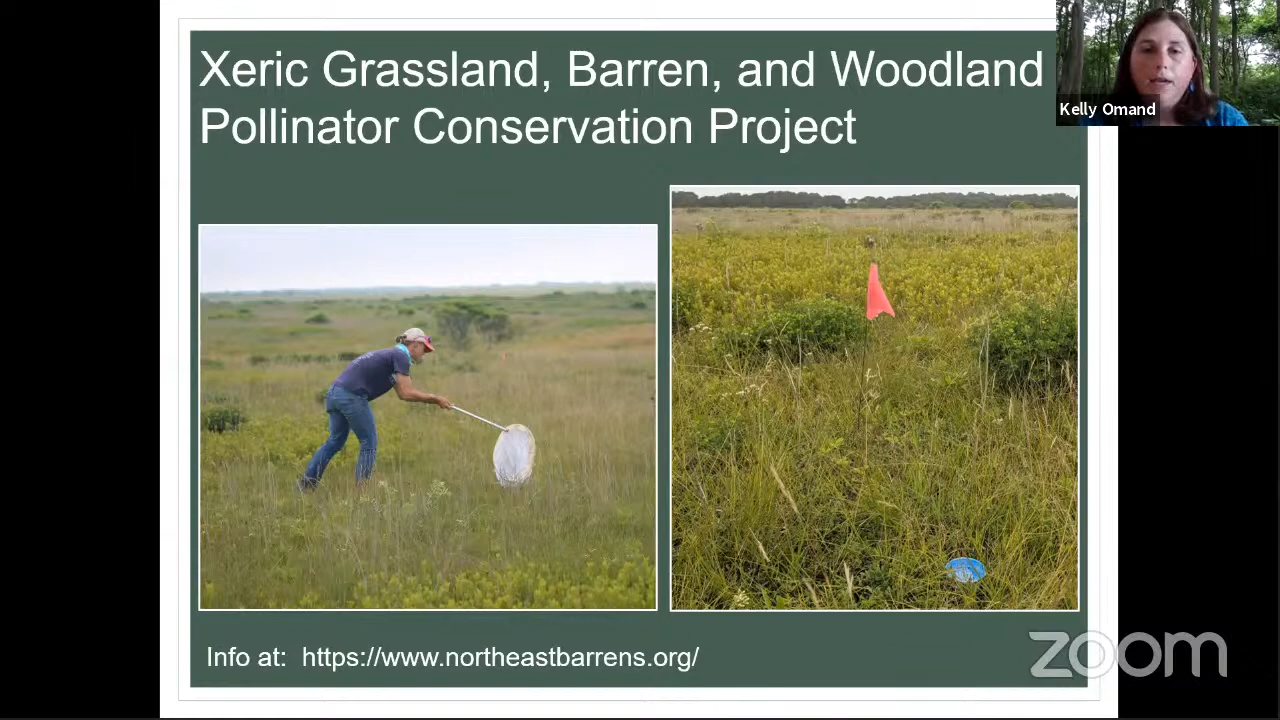 Xeric Grassland, Barren, and Woodland
Pollinator Conservation Project
Kelly Omand
Info at: https://www.northeastbarrens.org/
zoom